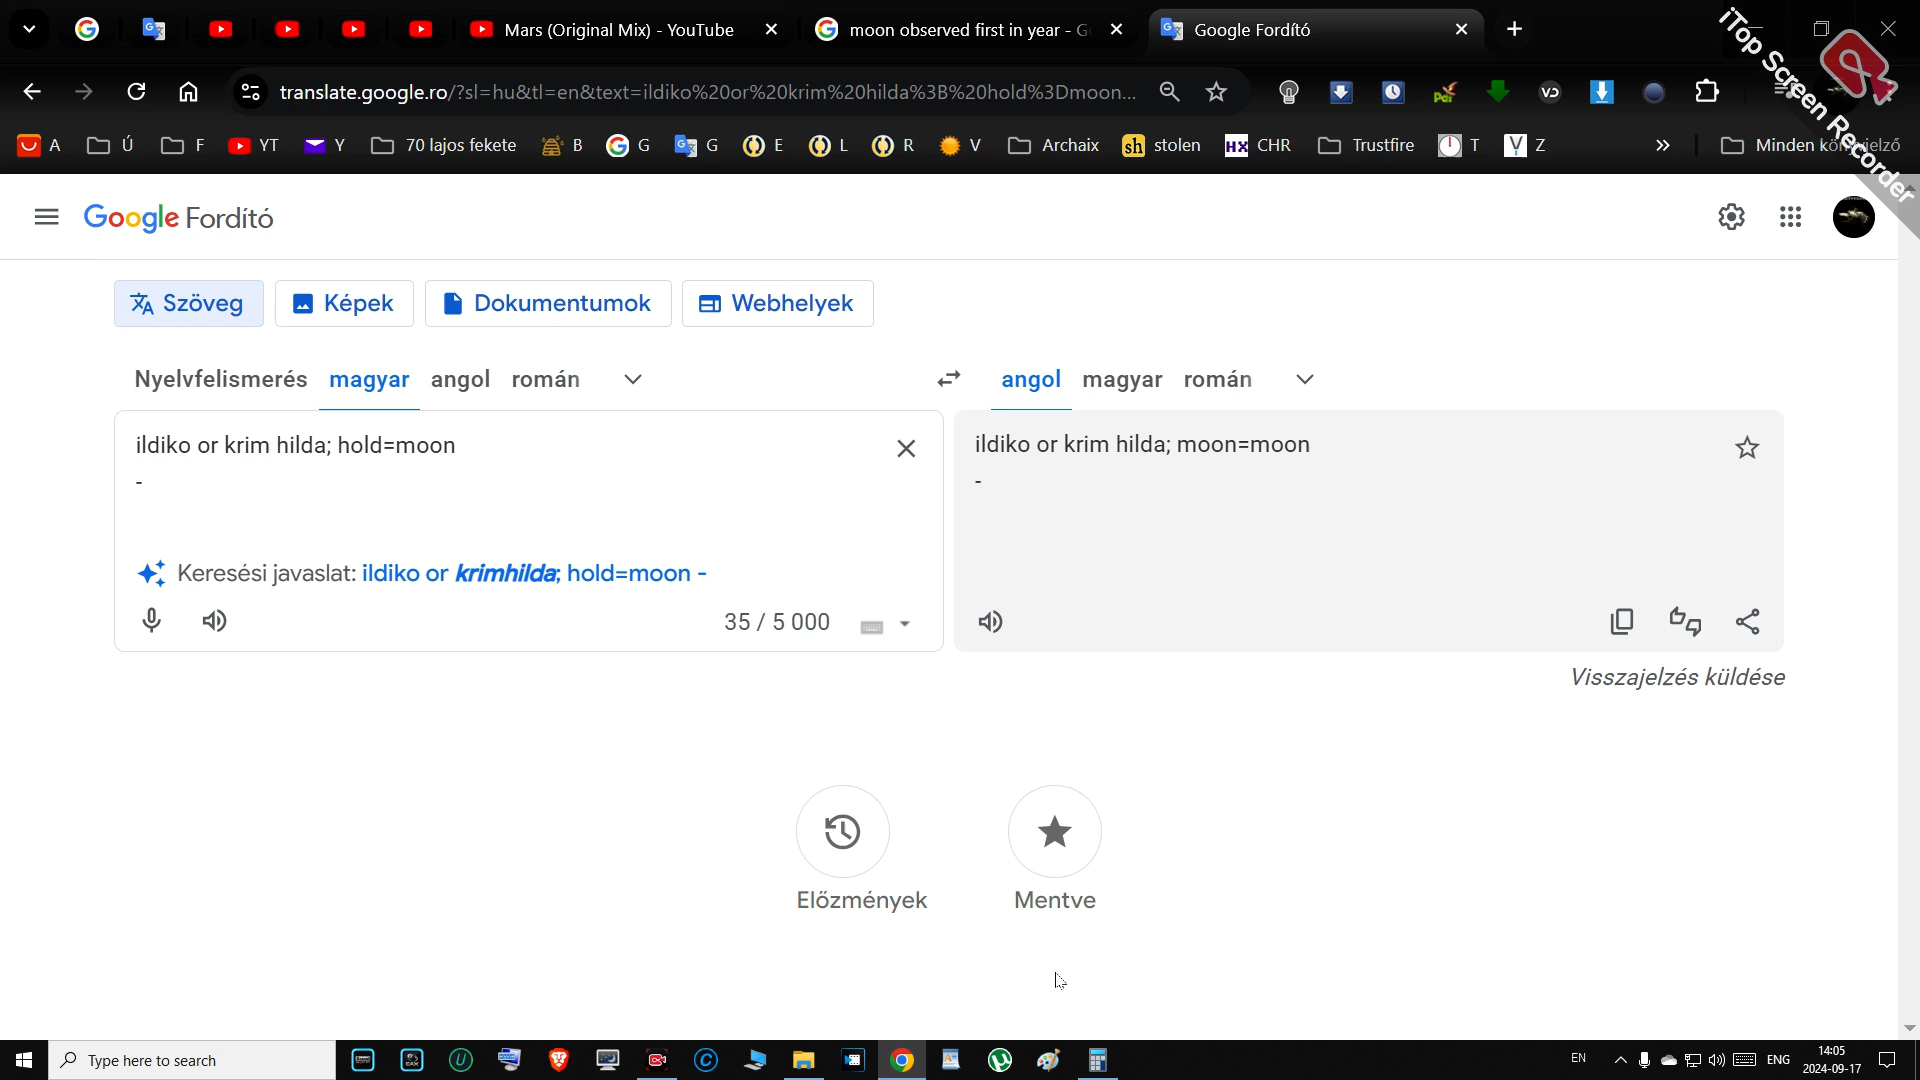 Mars (Original Mix) - YouTube
moon observed first in year - G
Google Fordító
iTop Screen Recorder
translate.google.ro/?sl=hu&tl=en&text=ildiko%20or%20krim%20hilda%3B%20hold%3Dmoon...
A Ú F YT Y 70 lajos fekete B G G E L R V Archaix stolen CHR Trustfire T Z » Minden könyvjelző
Google Fordító
Szöveg Képek Dokumentumok Webhelyek
Nyelvfelismerés magyar angol román
angol magyar román
ildiko or krim hilda; hold=moon
-
ildiko or krim hilda; moon=moon
-
Keresési javaslat: ildiko or krimhilda; hold=moon -
35 / 5 000
Visszajelzés küldése
Előzmények
Mentve
Type here to search
EN
ENG
14:05
2024-09-17